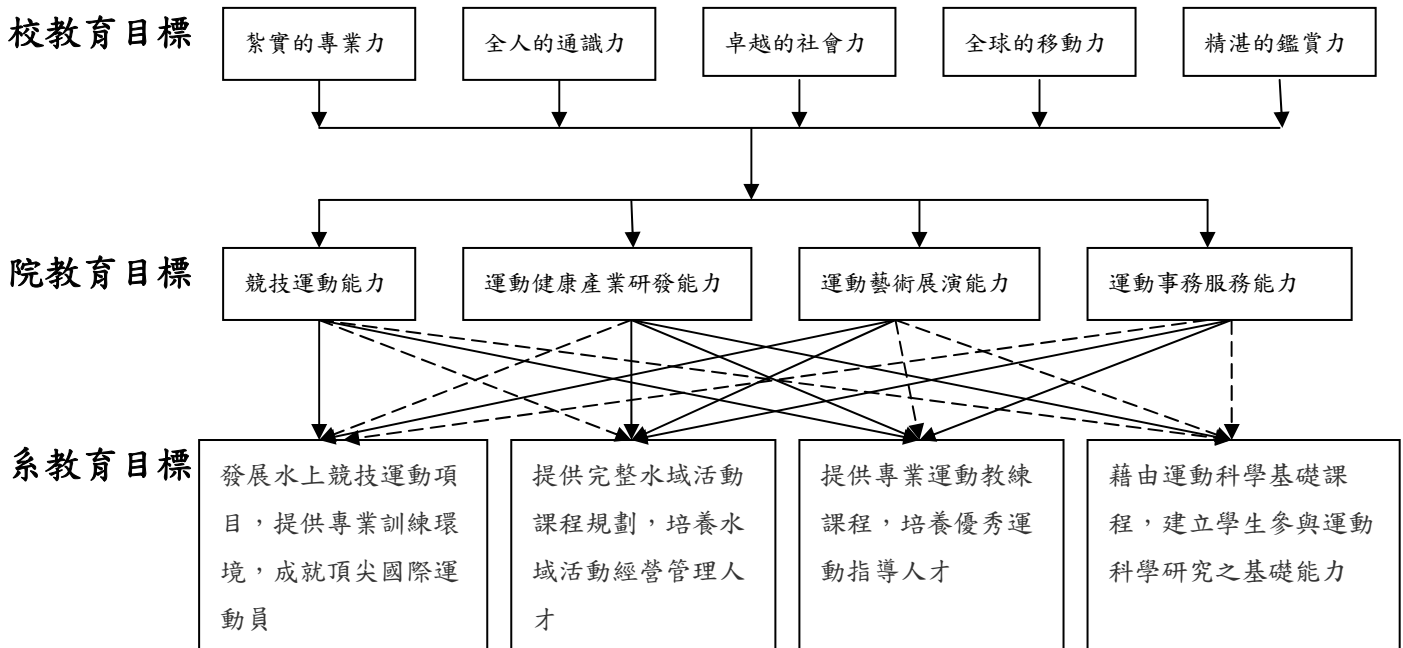 校教育目標
紮實的專業力
全人的通識力
卓越的社會力
全球的移動力
精湛的鑑賞力
院教育目標
競技運動能力
運動健康產業研發能力
運動藝術展演能力
運動事務服務能力
系教育目標
發展水上競技運動項
目，提供專業訓練環
境，成就頂尖國際運
動員
提供完整水域活動
課程規劃，培養水
域活動經營管理人
才
提供專業運動教練
課程，培養優秀運
動指導人才
藉由運動科學基礎課
程，建立學生參與運動
科學研究之基礎能力